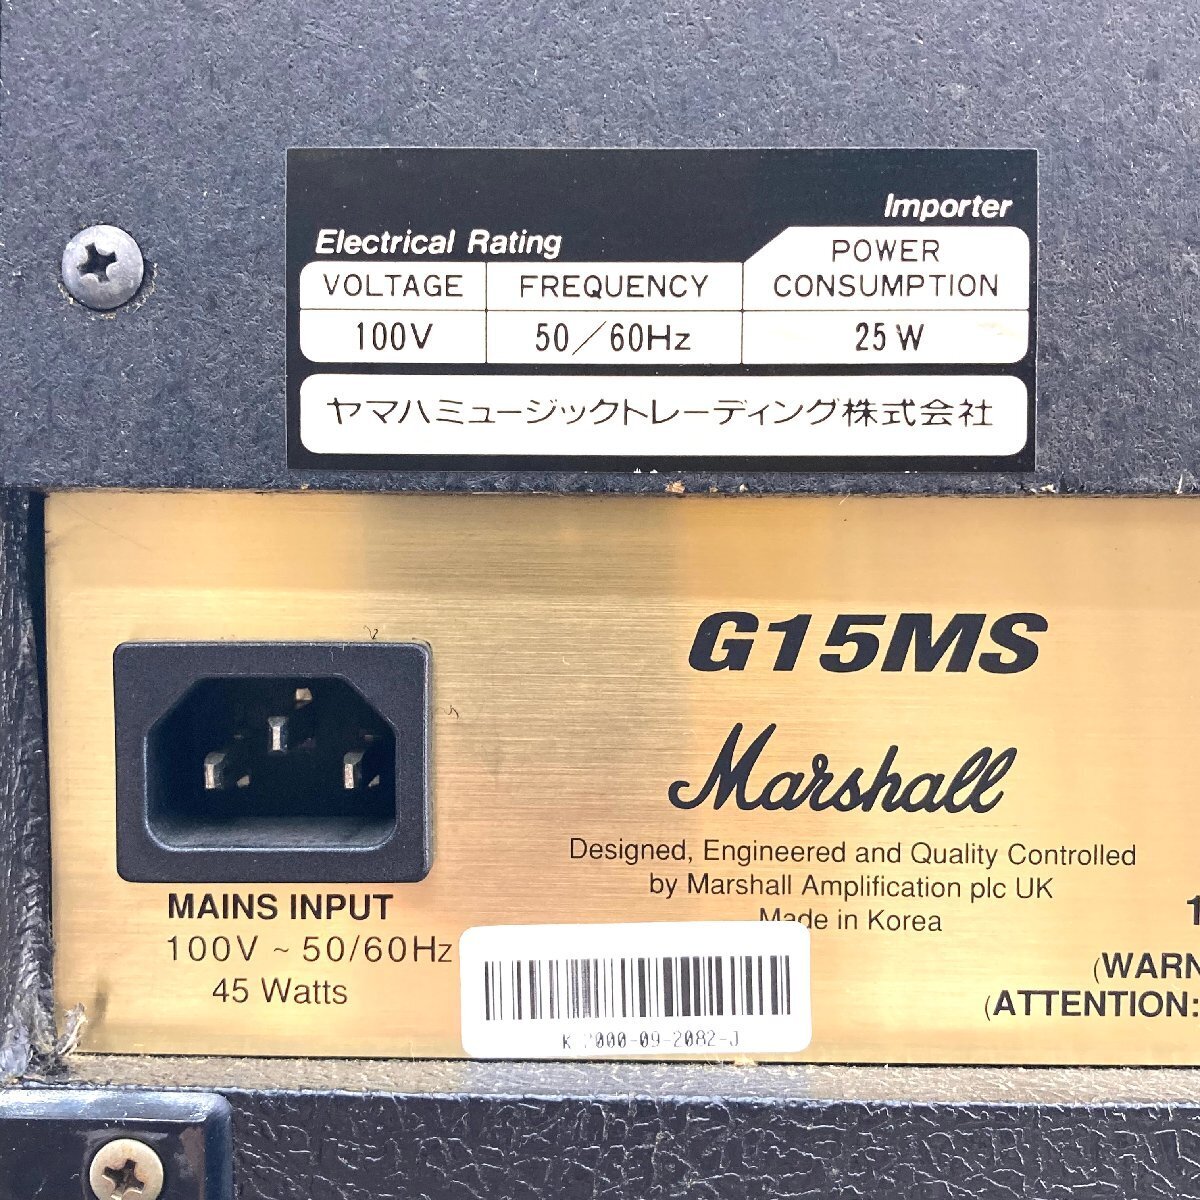 Importer
Electrical Rating
VOLTAGE FREQUENCY POWER CONSUMPTION
100V 50/60Hz 25W
ヤマハミュージックトレーディング株式会社
G15MS
Marshall
Designed, Engineered and Quality Controlled
by Marshall Amplification plc UK
Made in Korea
MAINS INPUT
100V ~ 50/60Hz
45 Watts
(ATTENTION: